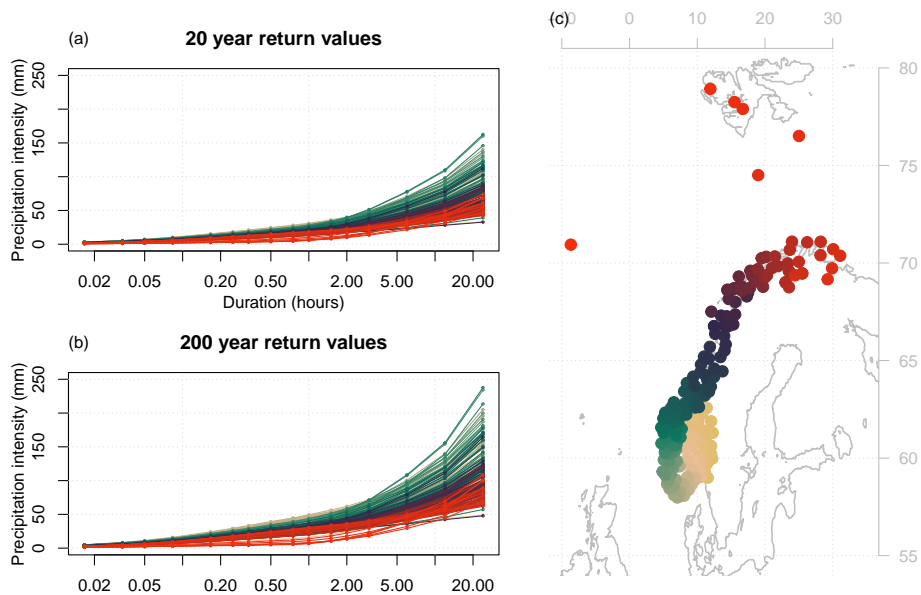 (a)
20 year return values
Precipitation intensity (mm)
0
50
150
250
0.02 0.05 0.20 0.50 2.00 5.00 20.00
Duration (hours)
(b)
200 year return values
Precipitation intensity (mm)
0
50
150
250
0.02 0.05 0.20 0.50 2.00 5.00 20.00
(c)
-10 0 10 20 30
80
75
70
65
60
55